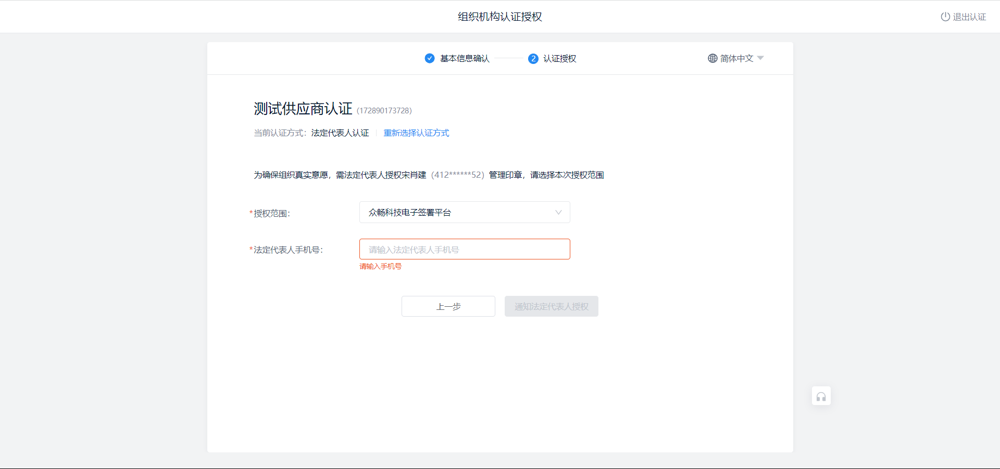 组织机构认证授权
退出认证
基本信息确认
2 认证授权
简体中文
测试供应商认证 (172890173728)
当前认证方式：法定代表人认证 重新选择认证方式
为确保组织真实意愿，需法定代表人授权宋肖建（412******52）管理印章，请选择本次授权范围
*授权范围：
众畅科技电子签署平台
*法定代表人手机号：
请输入法定代表人手机号
请输入手机号
上一步
通知法定代表人授权